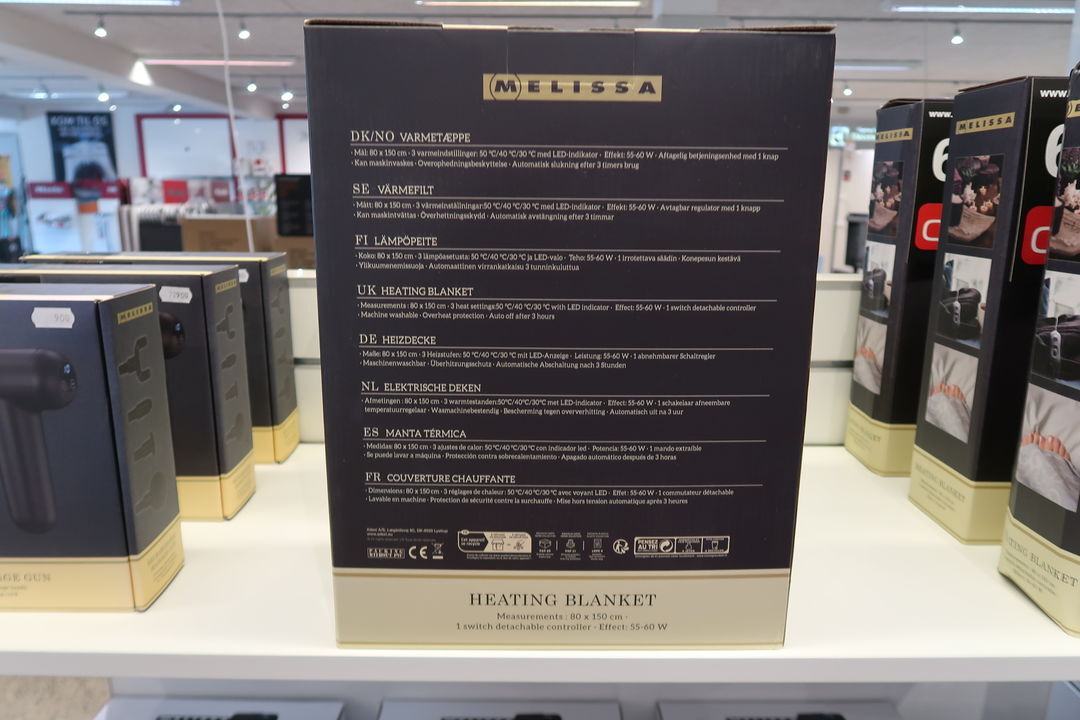 MELISSA
DK/NO VARMETÆPPE
· Mål: 80 x 150 cm · 3 varmeindstillinger: 50 °C/40 °C/30 °C med LED-indikator · Effekt: 55-60 W · Aftagelig betjeningsenhed med 1 knap
· Kan maskinvaskes · Overophedningsbeskyttelse · Automatisk slukning efter 3 timers brug
SE VÄRMEFILT
· Mått: 80 x 150 cm · 3 värmeinställningar:50 °C/40 °C/30 °C med LED-indikator · Effekt: 55-60 W · Avtagbar regulator med 1 knapp
· Kan maskintvättas · Överhettningsskydd · Automatisk avstängning efter 3 timmar
FI LÄMPÖPEITE
· Koko: 80 x 150 cm · 3 lämpöasetusta: 50 °C/40 °C/30 °C ja LED-valo · Teho: 55-60 W · 1 irrotettava säädin · Konepesun kestävä
· Ylikuumenemissuoja · Automaattinen virrankatkaisu 3 tunnin kuluttua
UK HEATING BLANKET
· Measurements: 80 x 150 cm · 3 heat settings:50 °C/40 °C/30 °C with LED indicator · Effect: 55-60 W · 1 switch detachable controller
· Machine washable · Overheat protection · Auto off after 3 hours
DE HEIZDECKE
· Maße: 80 x 150 cm · 3 Heizstufen: 50 °C/40 °C/30 °C mit LED-Anzeige · Leistung: 55-60 W · 1 abnehmbarer Schaltregler
· Maschinenwaschbar · Überhitzungsschutz · Automatische Abschaltung nach 3 Stunden
NL ELEKTRISCHE DEKEN
· Afmetingen: 80 x 150 cm · 3 warmtestanden:50°C/40°C/30°C met LED-indicator · Effect: 55-60 W · 1 schakelaar afneembare
temperatuurregelaar · Wasmachinebestendig · Bescherming tegen oververhitting · Automatisch uit na 3 uur
ES MANTA TÉRMICA
· Medidas: 80 x 150 cm · 3 ajustes de calor: 50 °C/40 °C/30 °C con indicador led · Potencia: 55-60 W · 1 mando extraíble
· Se puede lavar a máquina · Protección contra sobrecalentamiento · Apagado automático después de 3 horas
FR COUVERTURE CHAUFFANTE
· Dimensions: 80 x 150 cm · 3 réglages de chaleur: 50 °C/40 °C/30 °C avec voyant LED · Effet: 55-60 W · 1 commutateur détachable
· Lavable en machine · Protection de sécurité contre la surchauffe · Mise hors tension automatique après 3 heures
CE
PENSEZ
AU TRI
HEATING BLANKET
Measurements: 80 x 150 cm ·
1 switch detachable controller · Effect: 55-60 W
MELISSA
MELISSA
MELISSA
MELISSA
www.
www.
6
HEATING BLANKET
900
AGE GUN